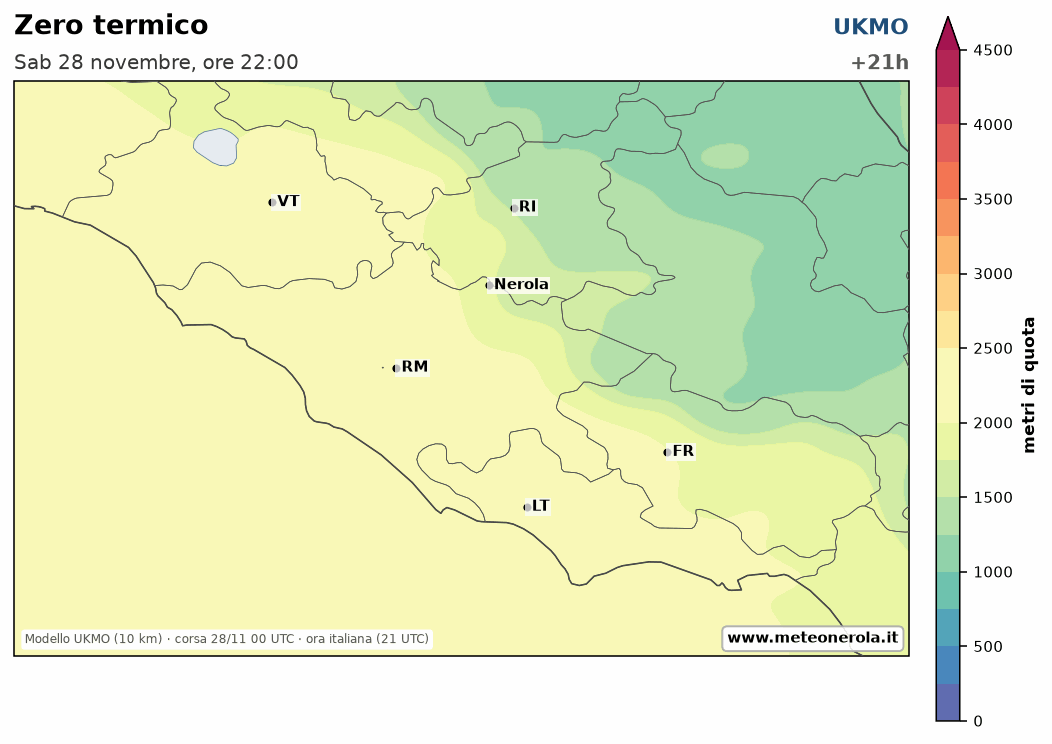 Zero termico
UKMO
Sab 28 novembre, ore 22:00
+21h
VT
RI
Nerola
RM
FR
LT
Modello UKMO (10 km) · corsa 28/11 00 UTC · ora italiana (21 UTC)
www.meteonerola.it
4500
4000
3500
3000
2500
2000
1500
1000
500
0
metri di quota